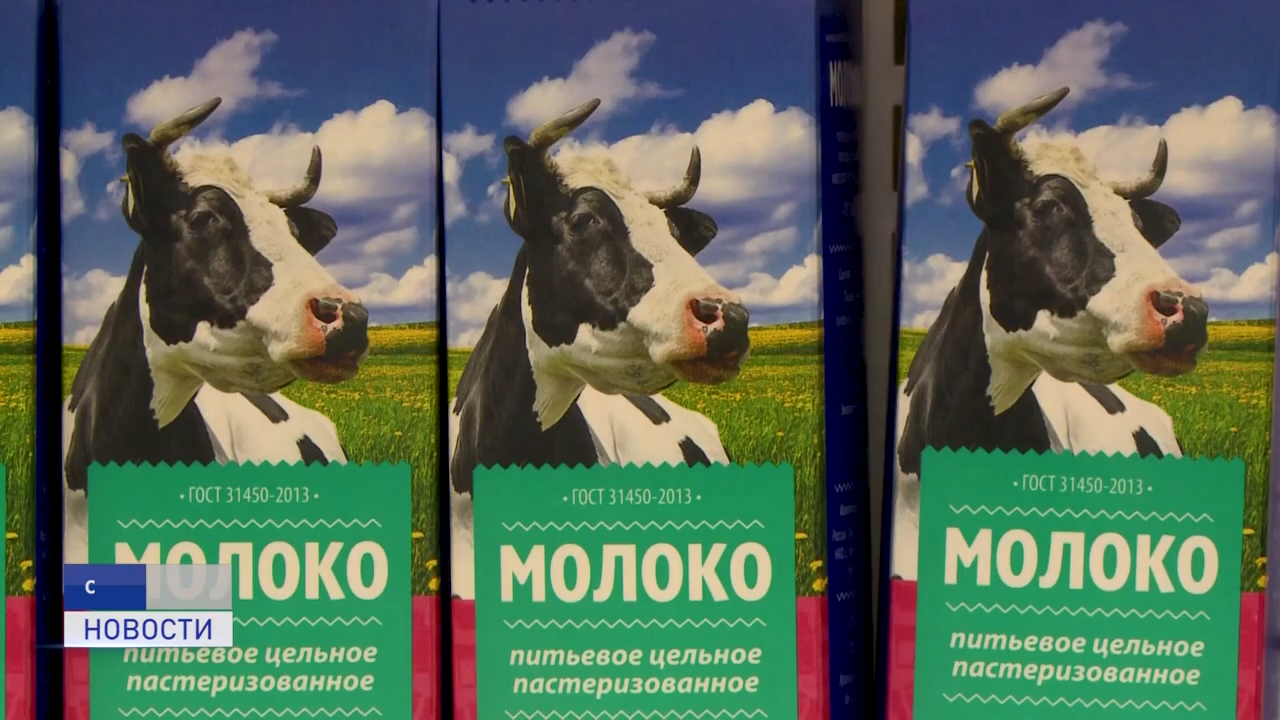 • ГОСТ 31450-2013 •
МОЛОКО
питьевое цельное
пастеризованное
• ГОСТ 31450-2013 •
МОЛОКО
питьевое цельное
пастеризованное
• ГОСТ 31450-2013 •
МОЛОКО
питьевое цельное
пастеризованное
С
НОВОСТИ